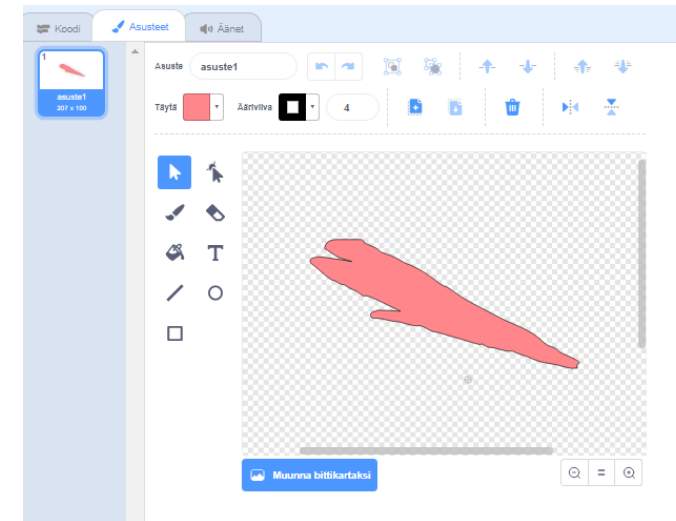 Koodi Asusteet Äänet
1
asuste1
207 x 100
Asuste asuste1
Täytä Ääriviiva 4
T
Muunna bittikartaksi